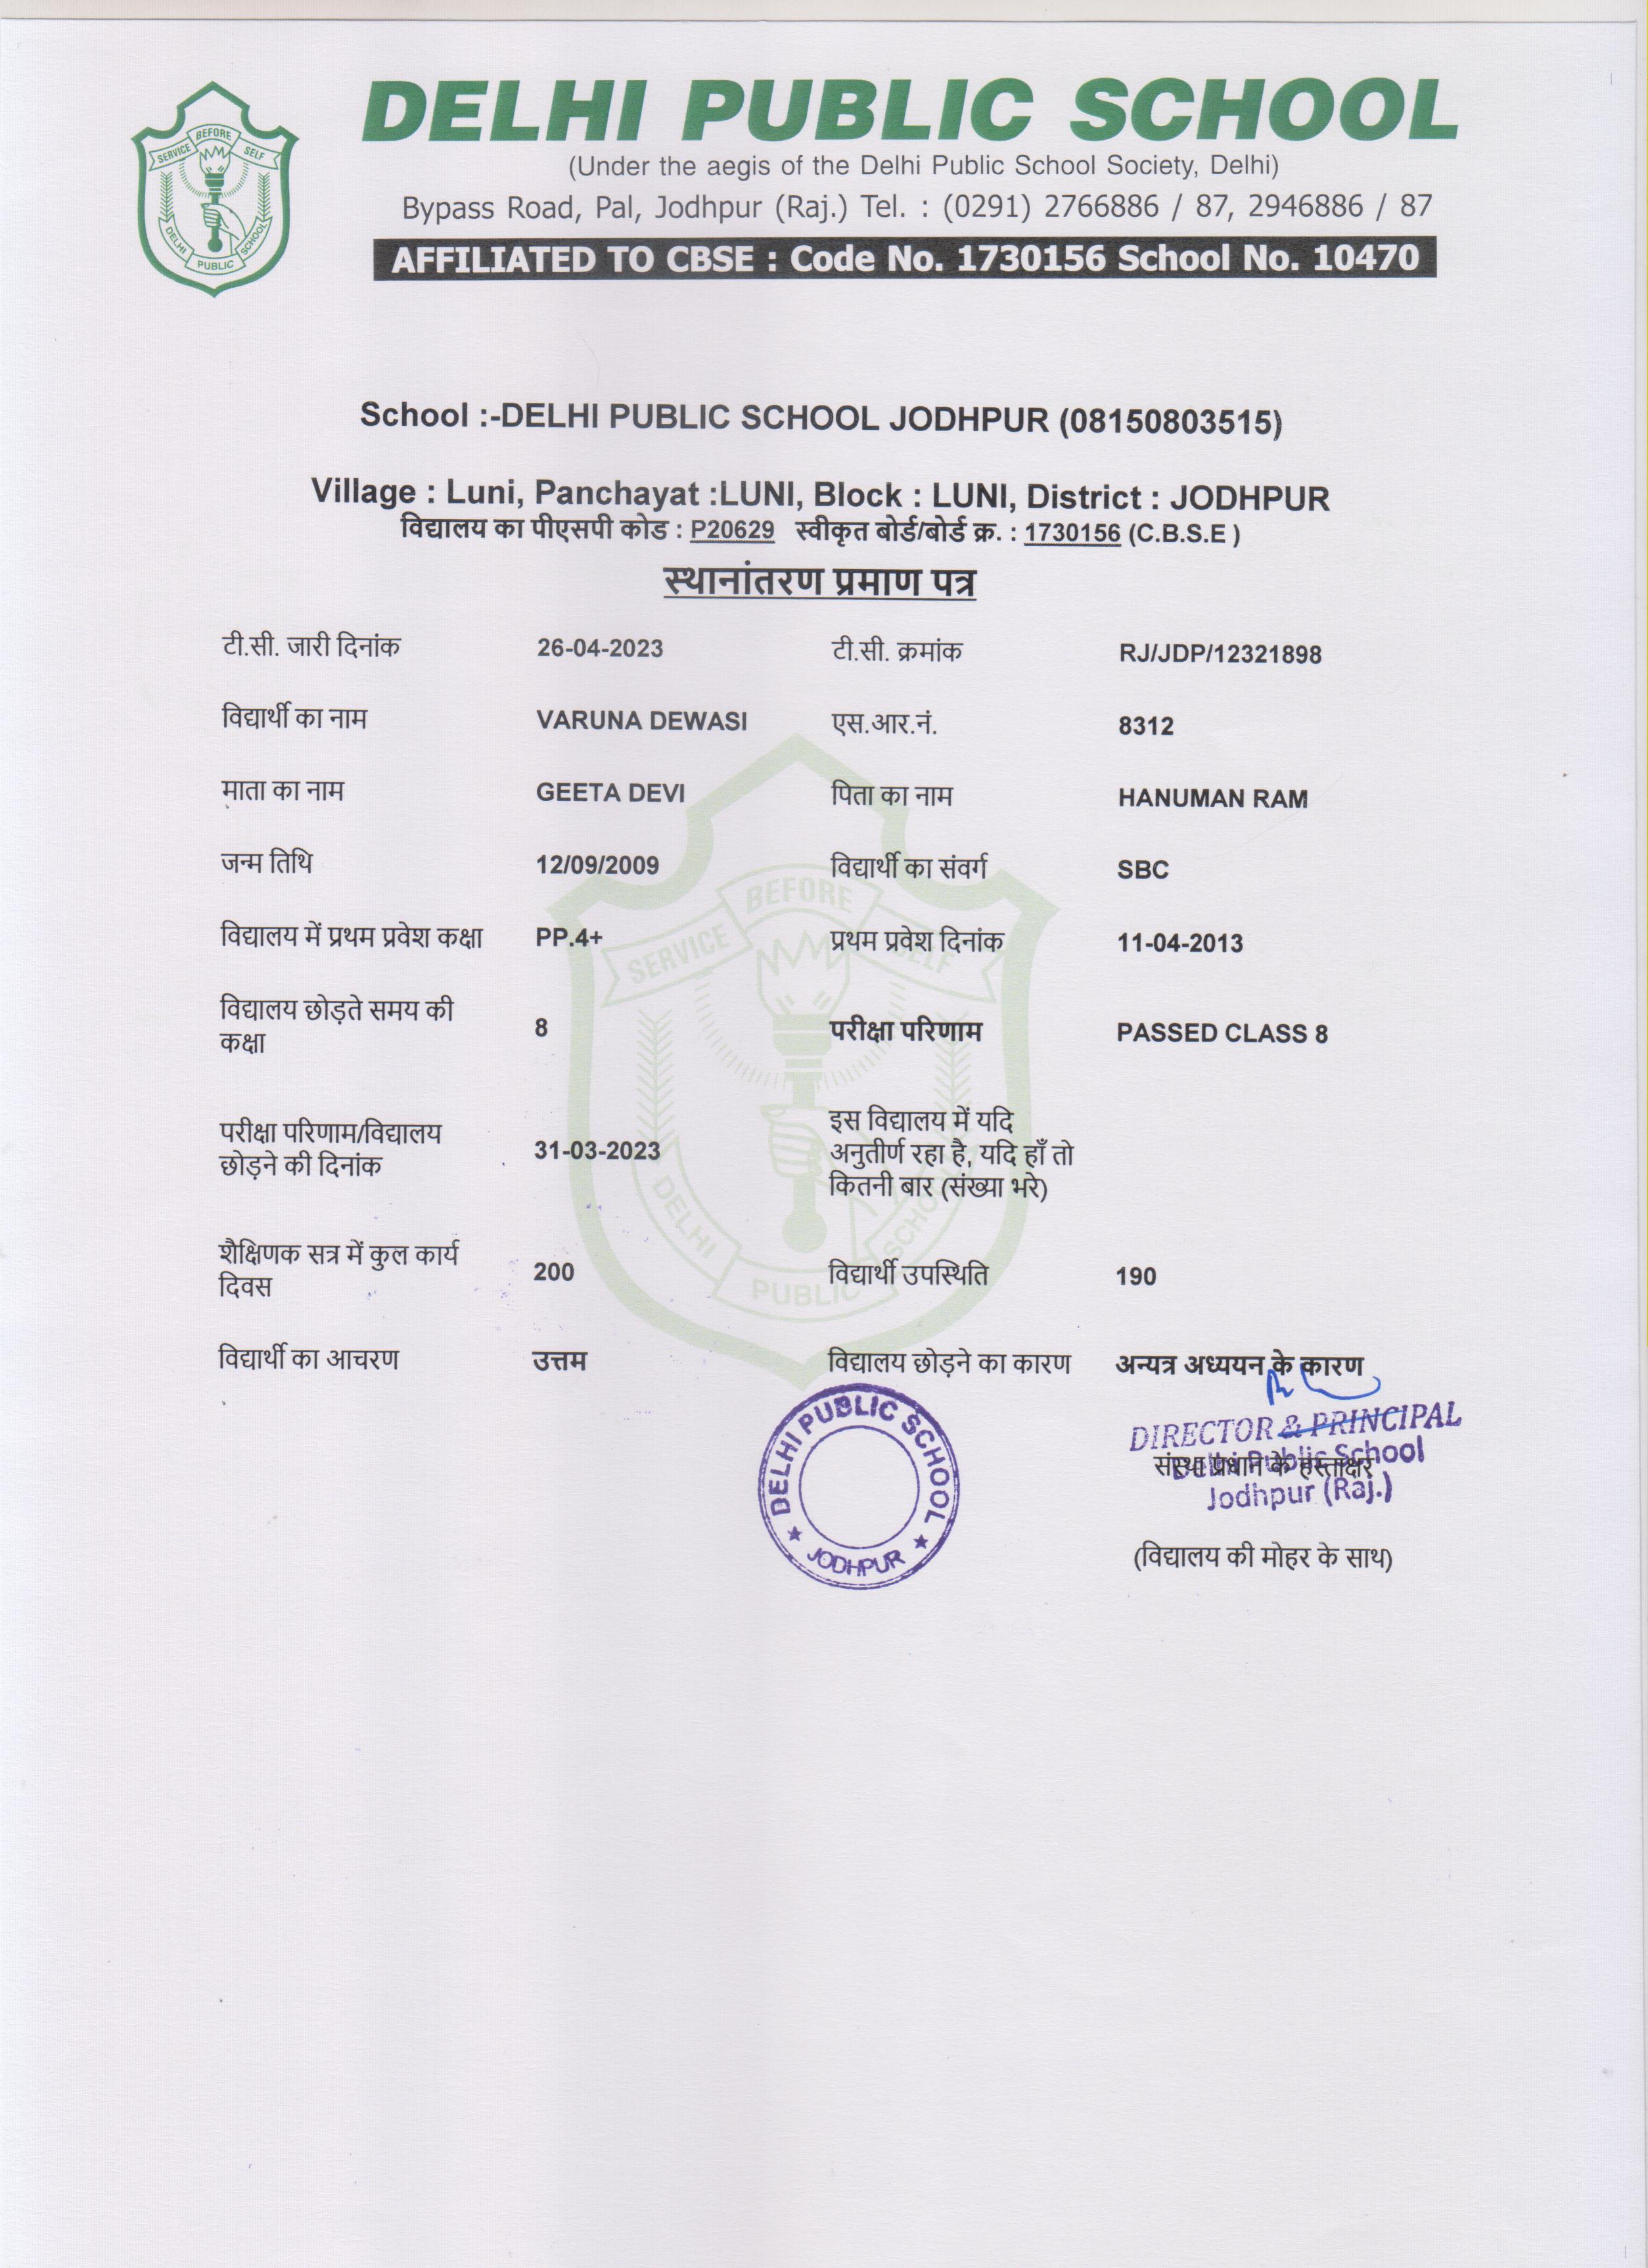 SERVICE BEFORE SELF
DELHI PUBLIC SCHOOL
DELHI PUBLIC SCHOOL
(Under the aegis of the Delhi Public School Society, Delhi)
Bypass Road, Pal, Jodhpur (Raj.) Tel. : (0291) 2766886 / 87, 2946886 / 87
AFFILIATED TO CBSE : Code No. 1730156 School No. 10470
School :-DELHI PUBLIC SCHOOL JODHPUR (08150803515)
Village : Luni, Panchayat :LUNI, Block : LUNI, District : JODHPUR
विद्यालय का पीएसपी कोड : P20629 स्वीकृत बोर्ड/बोर्ड क्र. : 1730156 (C.B.S.E )
स्थानांतरण प्रमाण पत्र
टी.सी. जारी दिनांक 26-04-2023 टी.सी. क्रमांक RJ/JDP/12321898
विद्यार्थी का नाम VARUNA DEWASI एस.आर.नं. 8312
माता का नाम GEETA DEVI पिता का नाम HANUMAN RAM
जन्म तिथि 12/09/2009 विद्यार्थी का संवर्ग SBC
विद्यालय में प्रथम प्रवेश कक्षा PP.4+ प्रथम प्रवेश दिनांक 11-04-2013
विद्यालय छोड़ते समय की
कक्षा 8 परीक्षा परिणाम PASSED CLASS 8
परीक्षा परिणाम/विद्यालय
छोड़ने की दिनांक 31-03-2023
इस विद्यालय में यदि
अनुतीर्ण रहा है, यदि हाँ तो
कितनी बार (संख्या भरे)
शैक्षिणक सत्र में कुल कार्य
दिवस 200 विद्यार्थी उपस्थिति 190
विद्यार्थी का आचरण उत्तम विद्यालय छोड़ने का कारण अन्यत्र अध्ययन के कारण
SERVICE BEFORE SELF
DELHI PUBLIC SCHOOL
DELHI PUBLIC SCHOOL
JODHPUR
DIRECTOR & PRINCIPAL
Delhi Public School
संस्था प्रधान के हस्ताक्षर
Jodhpur (Raj.)
(विद्यालय की मोहर के साथ)